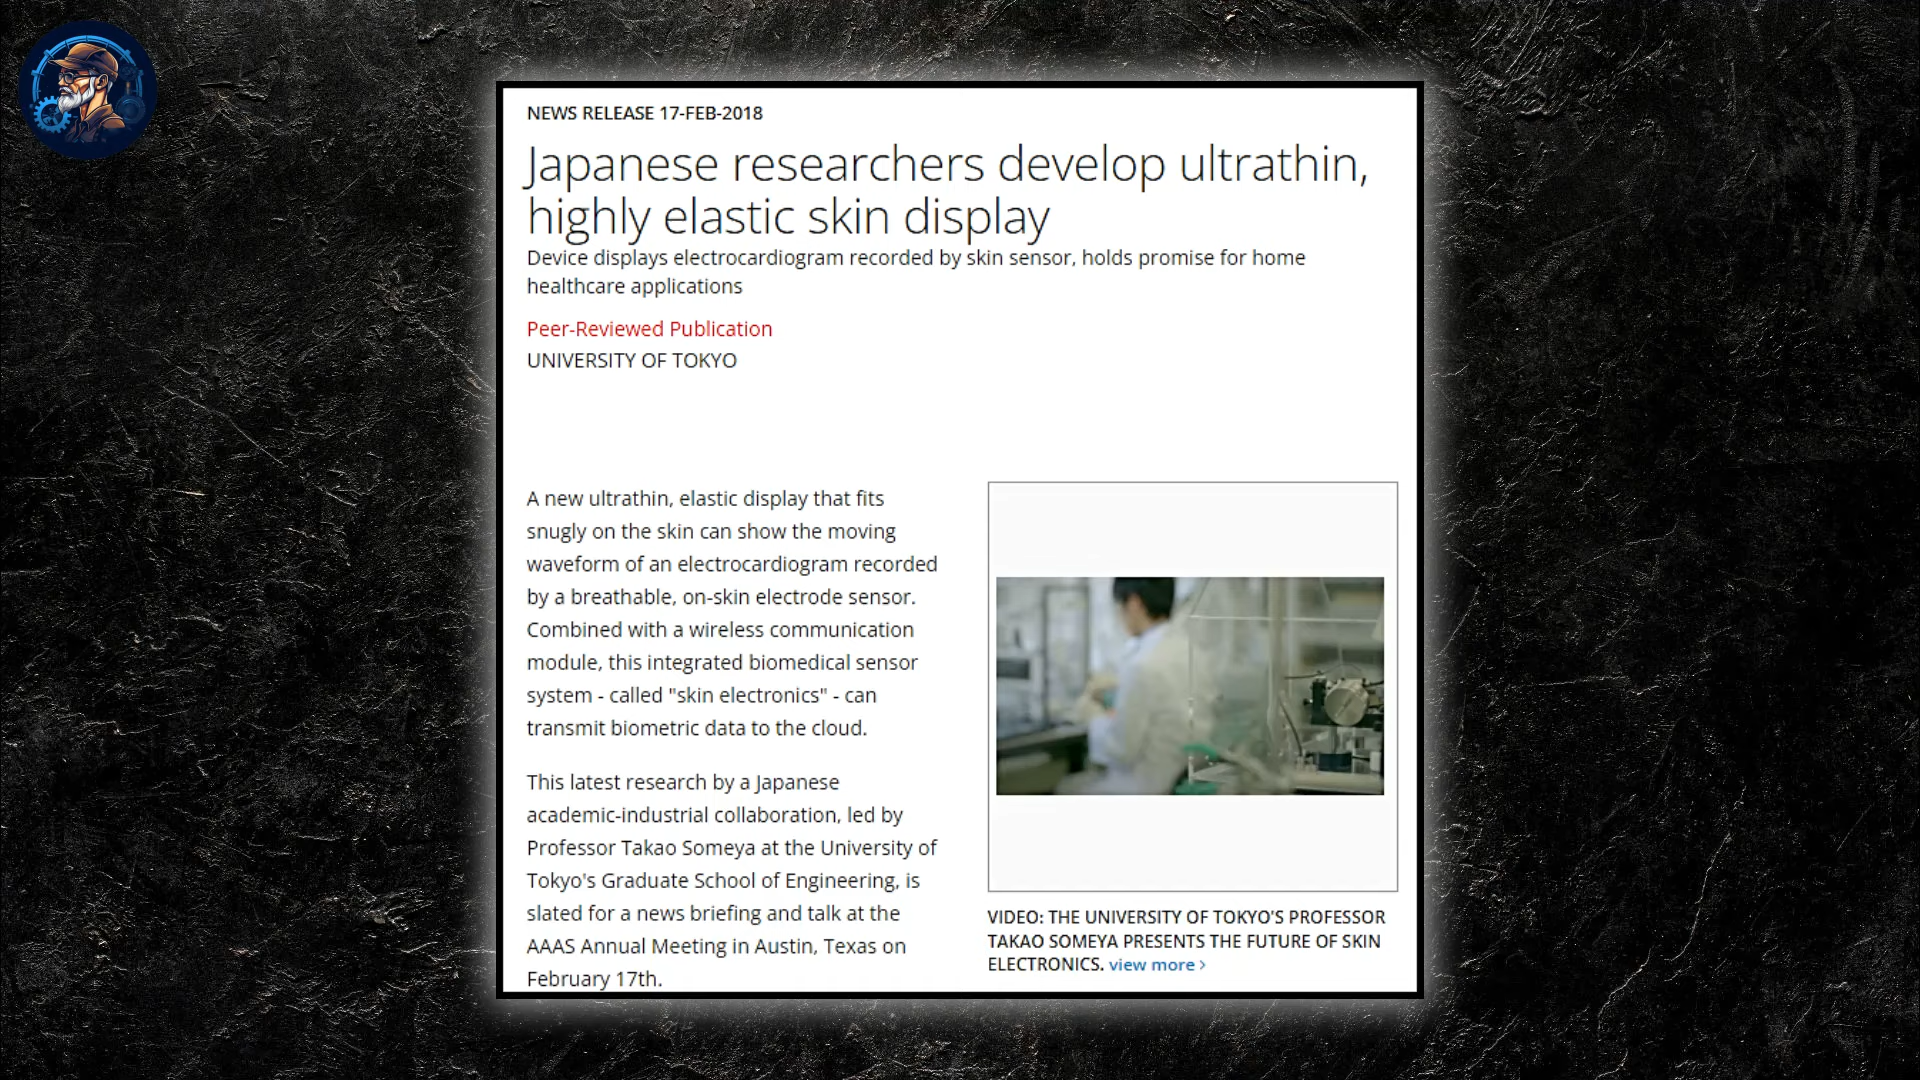 NEWS RELEASE 17-FEB-2018
Japanese researchers develop ultrathin,
highly elastic skin display
Device displays electrocardiogram recorded by skin sensor, holds promise for home
healthcare applications
Peer-Reviewed Publication
UNIVERSITY OF TOKYO
A new ultrathin, elastic display that fits
snugly on the skin can show the moving
waveform of an electrocardiogram recorded
by a breathable, on-skin electrode sensor.
Combined with a wireless communication
module, this integrated biomedical sensor
system - called "skin electronics" - can
transmit biometric data to the cloud.
This latest research by a Japanese
academic-industrial collaboration, led by
Professor Takao Someya at the University of
Tokyo's Graduate School of Engineering, is
slated for a news briefing and talk at the
AAAS Annual Meeting in Austin, Texas on
February 17th.
VIDEO: THE UNIVERSITY OF TOKYO'S PROFESSOR
TAKAO SOMEYA PRESENTS THE FUTURE OF SKIN
ELECTRONICS. view more >